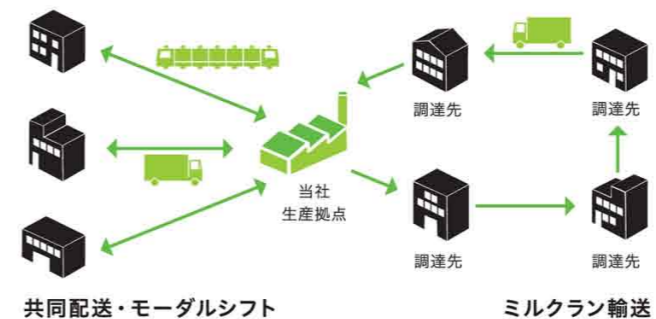 調達先
調達先
当社
生産拠点
調達先
調達先
共同配送・モーダルシフト
ミルクラン輸送